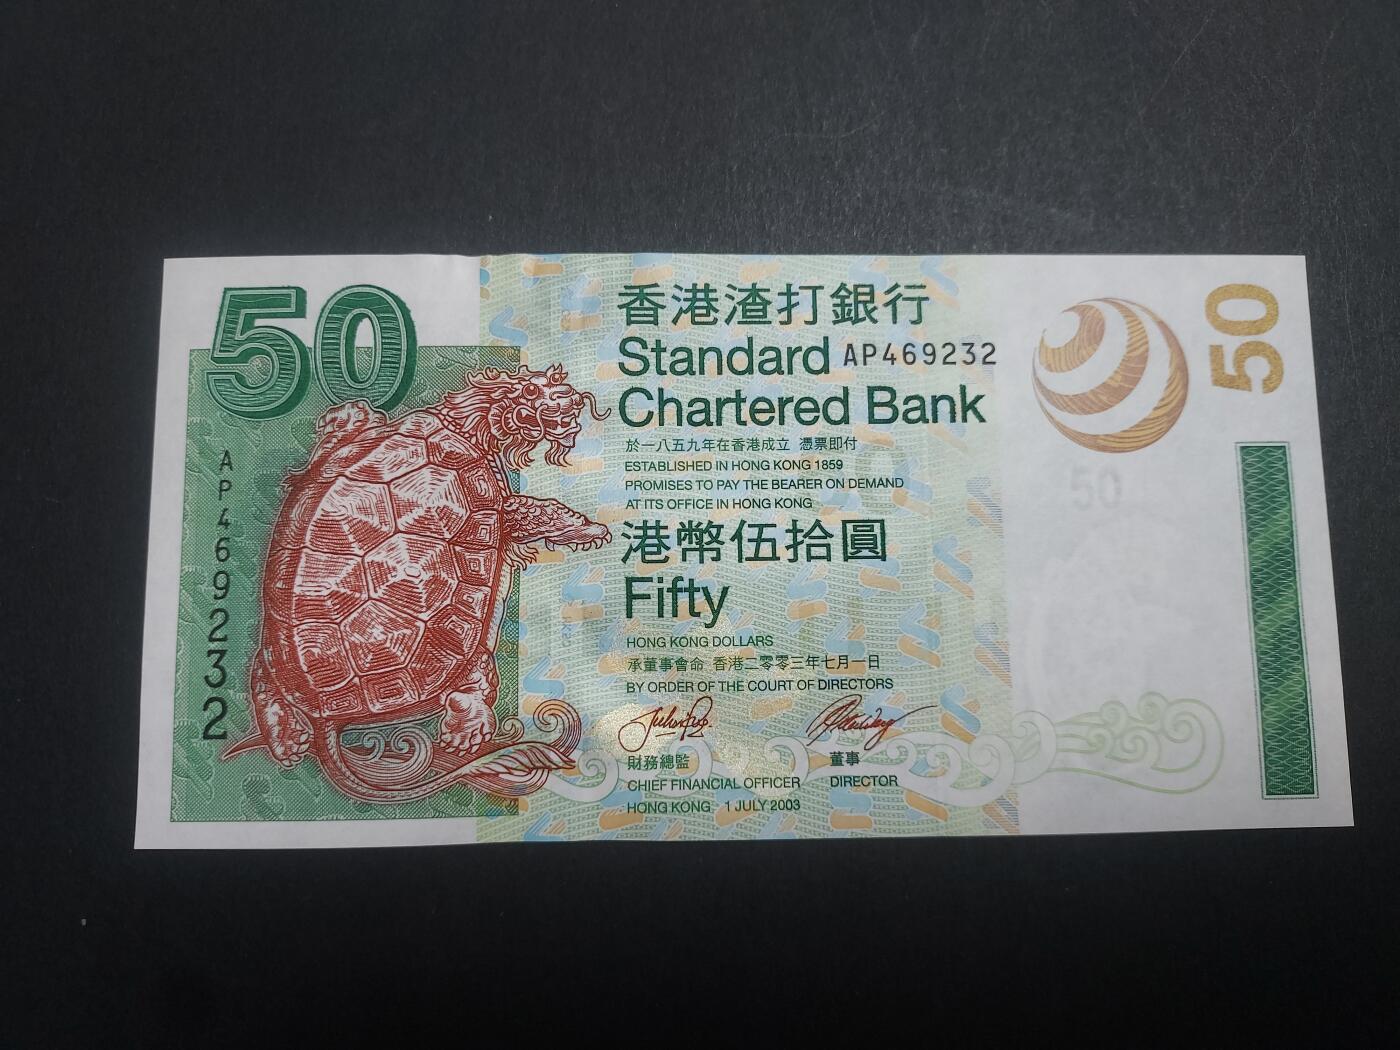 50
香港渣打銀行
Standard AP469232
Chartered Bank
於一八五九年在香港成立 憑票即付
ESTABLISHED IN HONG KONG 1859
PROMISES TO PAY THE BEARER ON DEMAND
AT ITS OFFICE IN HONG KONG
港幣伍拾圓
Fifty
HONG KONG DOLLARS
承董事會命 香港二零零三年七月一日
BY ORDER OF THE COURT OF DIRECTORS
財務總監 董事
CHIEF FINANCIAL OFFICER DIRECTOR
HONG KONG 1 JULY 2003
AP469232
50
50